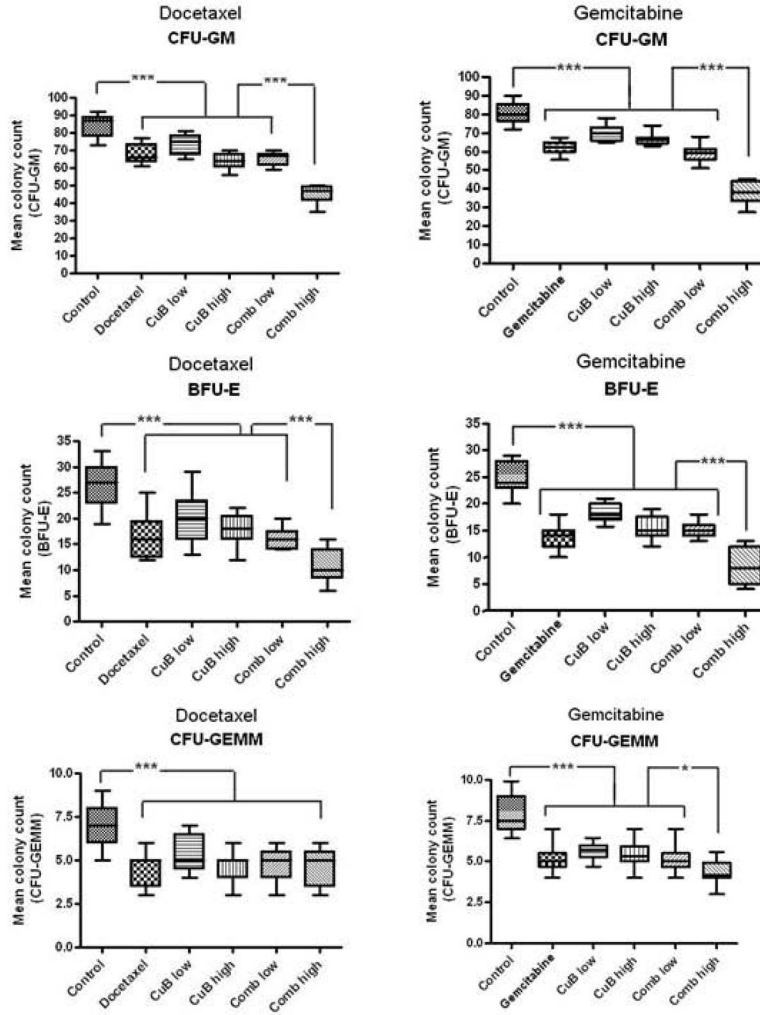 Docetaxel
CFU-GM
***
***
Mean colony count
(CFU-GM)
100
90
80
70
60
50
40
30
20
10
0
Control
Docetaxel
CuB low
CuB high
Comb low
Comb high
Gemcitabine
CFU-GM
***
***
Mean colony count
(CFU-GM)
100
90
80
70
60
50
40
30
20
10
0
Control
Gemcitabine
CuB low
CuB high
Comb low
Comb high
Docetaxel
BFU-E
***
***
Mean colony count
(BFU-E)
35
30
25
20
15
10
5
0
Control
Docetaxel
CuB low
CuB high
Comb low
Comb high
Gemcitabine
BFU-E
***
***
Mean colony count
(BFU-E)
35
30
25
20
15
10
5
0
Control
Gemcitabine
CuB low
CuB high
Comb low
Comb high
Docetaxel
CFU-GEMM
***
Mean colony count
(CFU-GEMM)
10.0
7.5
5.0
2.5
0.0
Control
Docetaxel
CuB low
CuB high
Comb low
Comb high
Gemcitabine
CFU-GEMM
***
*
Mean colony count
(CFU-GEMM)
10.0
7.5
5.0
2.5
0.0
Control
Gemcitabine
CuB low
CuB high
Comb low
Comb high